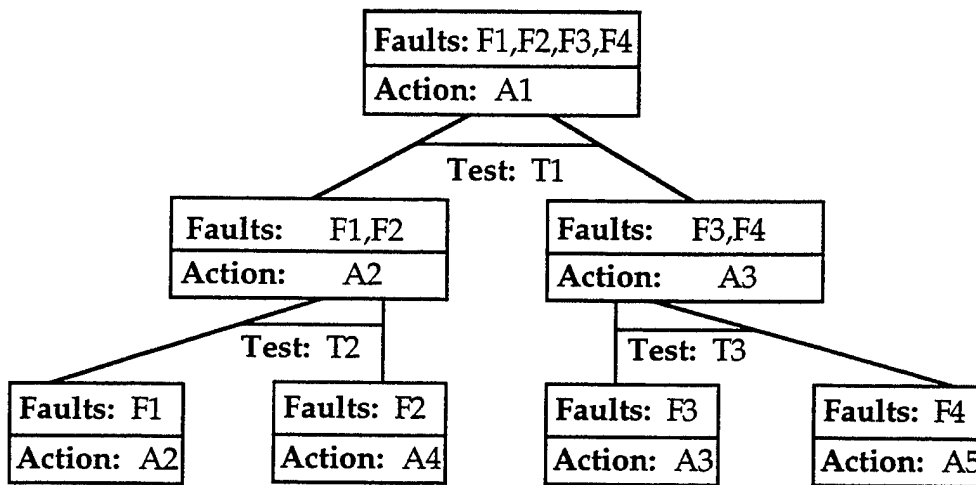 Faults: F1,F2,F3,F4
Action: A1
Test: T1
Faults: F1,F2
Action: A2
Faults: F3,F4
Action: A3
Test: T2
Test: T3
Faults: F1
Action: A2
Faults: F2
Action: A4
Faults: F3
Action: A3
Faults: F4
Action: A5